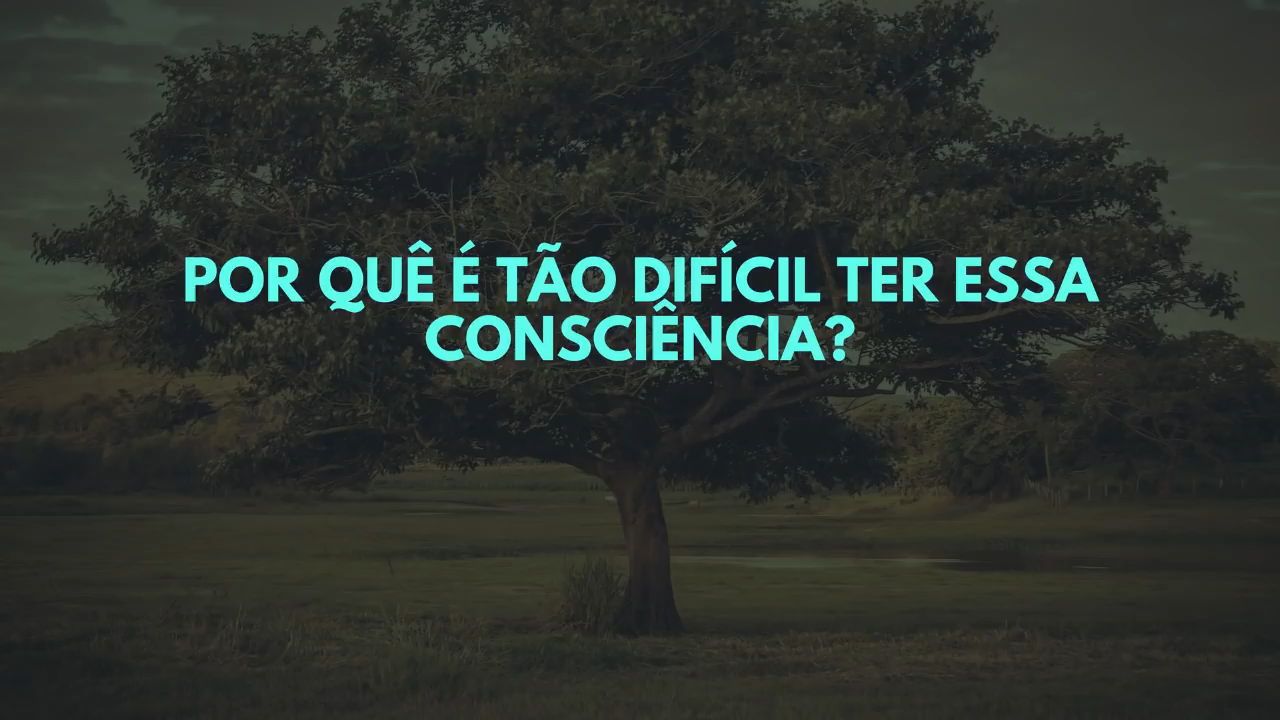 POR QUÊ É TÃO DIFÍCIL TER ESSA
CONSCIÊNCIA?